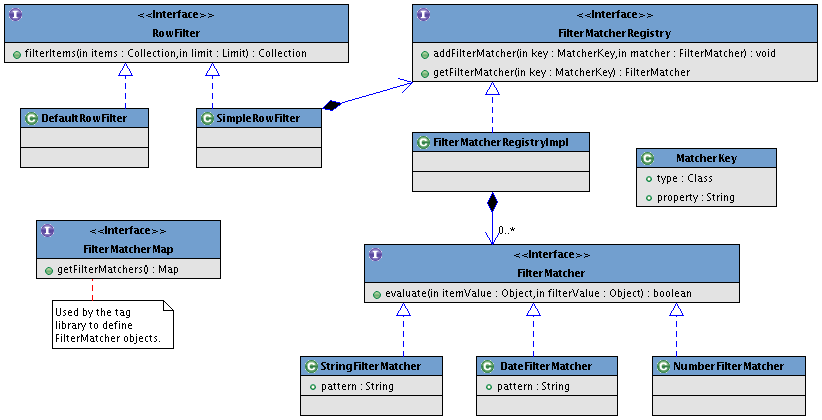 <<Interface>>
RowFilter
filterItems(in items : Collection,in limit : Limit) : Collection
<<Interface>>
FilterMatcherRegistry
addFilterMatcher(in key : MatcherKey,in matcher : FilterMatcher) : void
getFilterMatcher(in key : MatcherKey) : FilterMatcher
DefaultRowFilter
SimpleRowFilter
FilterMatcherRegistryImpl
MatcherKey
type : Class
property : String
<<Interface>>
FilterMatcherMap
getFilterMatchers() : Map
Used by the tag
library to define
FilterMatcher objects.
0..*
<<Interface>>
FilterMatcher
evaluate(in itemValue : Object,in filterValue : Object) : boolean
StringFilterMatcher
pattern : String
DateFilterMatcher
pattern : String
NumberFilterMatcher